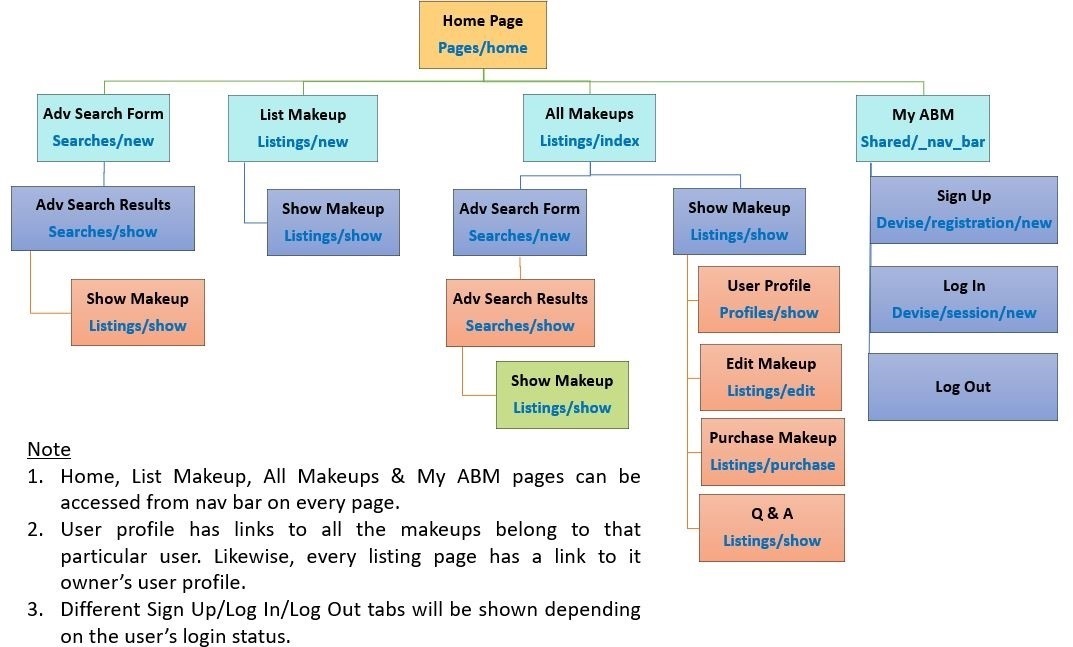 Home Page
Pages/home
Adv Search Form
Searches/new
List Makeup
Listings/new
All Makeups
Listings/index
My ABM
Shared/_nav_bar
Adv Search Results
Searches/show
Show Makeup
Listings/show
Show Makeup
Listings/show
Adv Search Form
Searches/new
Adv Search Results
Searches/show
Show Makeup
Listings/show
Show Makeup
Listings/show
User Profile
Profiles/show
Edit Makeup
Listings/edit
Purchase Makeup
Listings/purchase
Q & A
Listings/show
Sign Up
Devise/registration/new
Log In
Devise/session/new
Log Out
Note
1. Home, List Makeup, All Makeups & My ABM pages can be
accessed from nav bar on every page.
2. User profile has links to all the makeups belong to that
particular user. Likewise, every listing page has a link to it
owner’s user profile.
3. Different Sign Up/Log In/Log Out tabs will be shown depending
on the user’s login status.